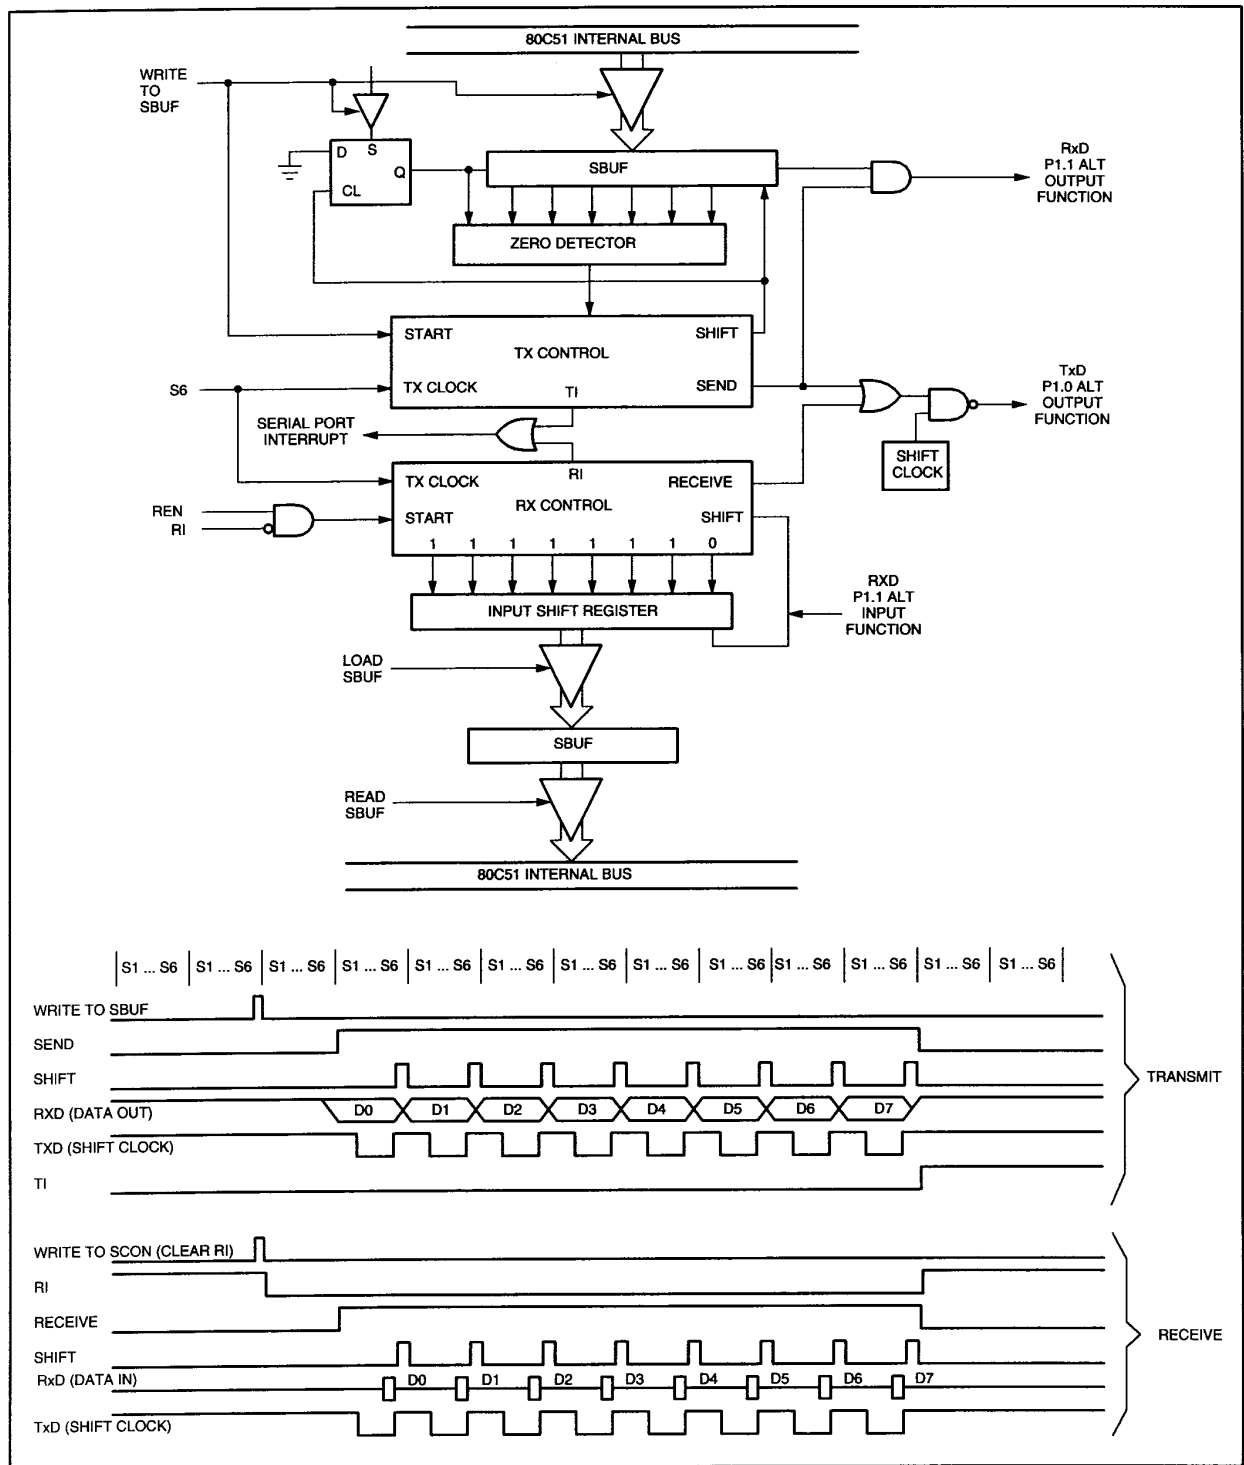 80C51 INTERNAL BUS
WRITE
TO
SBUF
D
S
Q
CL
SBUF
RxD
P1.1 ALT
OUTPUT
FUNCTION
ZERO DETECTOR
START
SHIFT
TX CONTROL
S6
TX CLOCK
TI
SEND
TxD
P1.0 ALT
OUTPUT
FUNCTION
SERIAL PORT
INTERRUPT
SHIFT
CLOCK
TX CLOCK
RI
RECEIVE
REN
RI
START
RX CONTROL
SHIFT
1 1 1 1 1 1 1 0
INPUT SHIFT REGISTER
RXD
P1.1 ALT
INPUT
FUNCTION
LOAD
SBUF
SBUF
READ
SBUF
80C51 INTERNAL BUS
S1 ... S6 S1 ... S6 S1 ... S6 S1 ... S6 S1 ... S6 S1 ... S6 S1 ... S6 S1 ... S6 S1 ... S6 S1 ... S6 S1 ... S6 S1 ... S6 S1 ... S6
WRITE TO SBUF
SEND
SHIFT
TRANSMIT
RXD (DATA OUT) D0 D1 D2 D3 D4 D5 D6 D7
TXD (SHIFT CLOCK)
TI
WRITE TO SCON (CLEAR RI)
RI
RECEIVE
RECEIVE
SHIFT
RxD (DATA IN) D0 D1 D2 D3 D4 D5 D6 D7
TxD (SHIFT CLOCK)